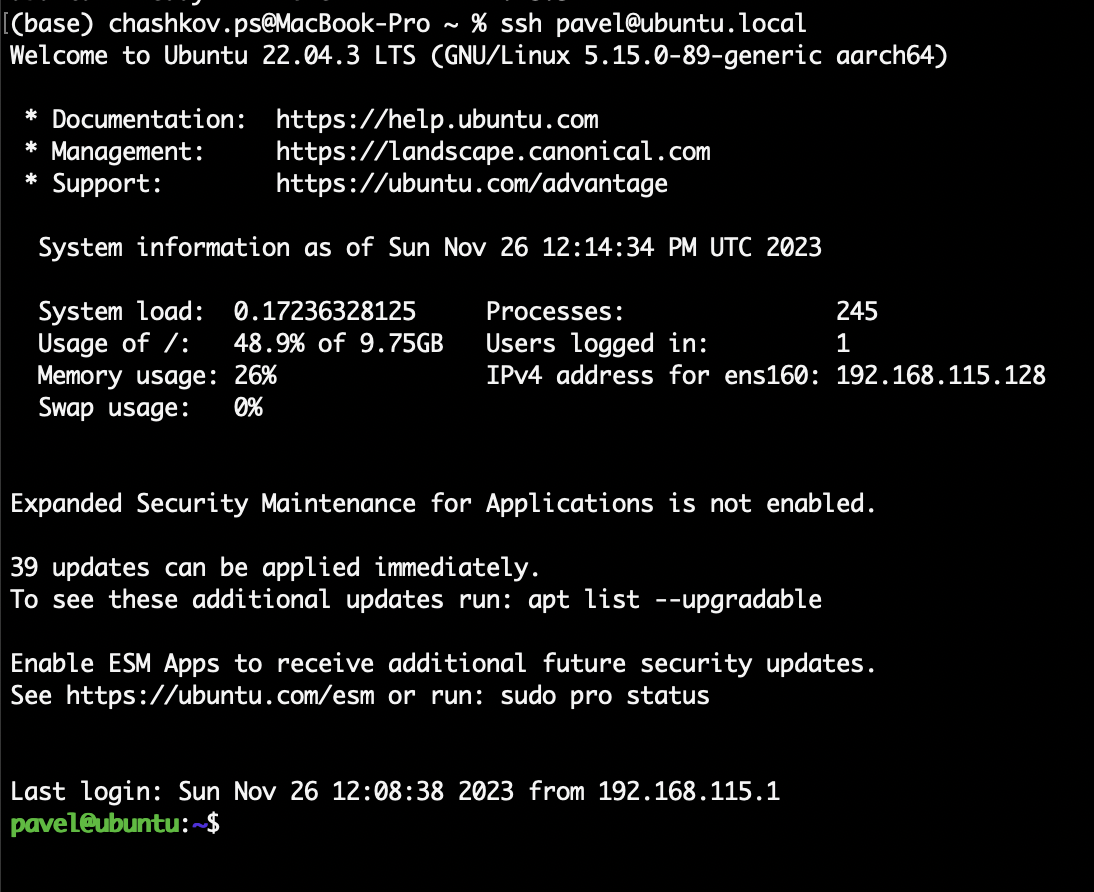 [(base) chashkov.ps@MacBook-Pro ~ % ssh pavel@ubuntu.local
Welcome to Ubuntu 22.04.3 LTS (GNU/Linux 5.15.0-89-generic aarch64)
* Documentation:  https://help.ubuntu.com
* Management:     https://landscape.canonical.com
* Support:        https://ubuntu.com/advantage
System information as of Sun Nov 26 12:14:34 PM UTC 2023
System load:  0.17236328125     Processes:               245
Usage of /:   48.9% of 9.75GB   Users logged in:         1
Memory usage: 26%               IPv4 address for ens160: 192.168.115.128
Swap usage:   0%
Expanded Security Maintenance for Applications is not enabled.
39 updates can be applied immediately.
To see these additional updates run: apt list --upgradable
Enable ESM Apps to receive additional future security updates.
See https://ubuntu.com/esm or run: sudo pro status
Last login: Sun Nov 26 12:08:38 2023 from 192.168.115.1
pavel@ubuntu:~$